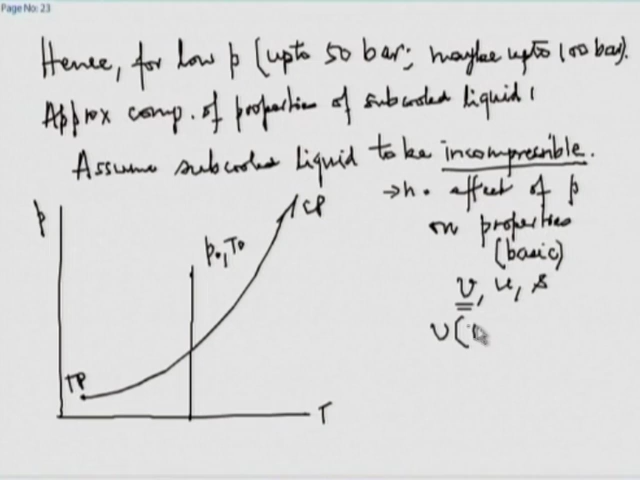 Page No: 23
Hence, for low p (upto 50 bar; maybe upto 100 bar).
Approx comp. of properties of subcooled liquid
Assume subcooled liquid to be incompressible.
→ n. effect of p
on properties
(basic)
v, u, s
v(
p
CP
p₀, T₀
TP
T